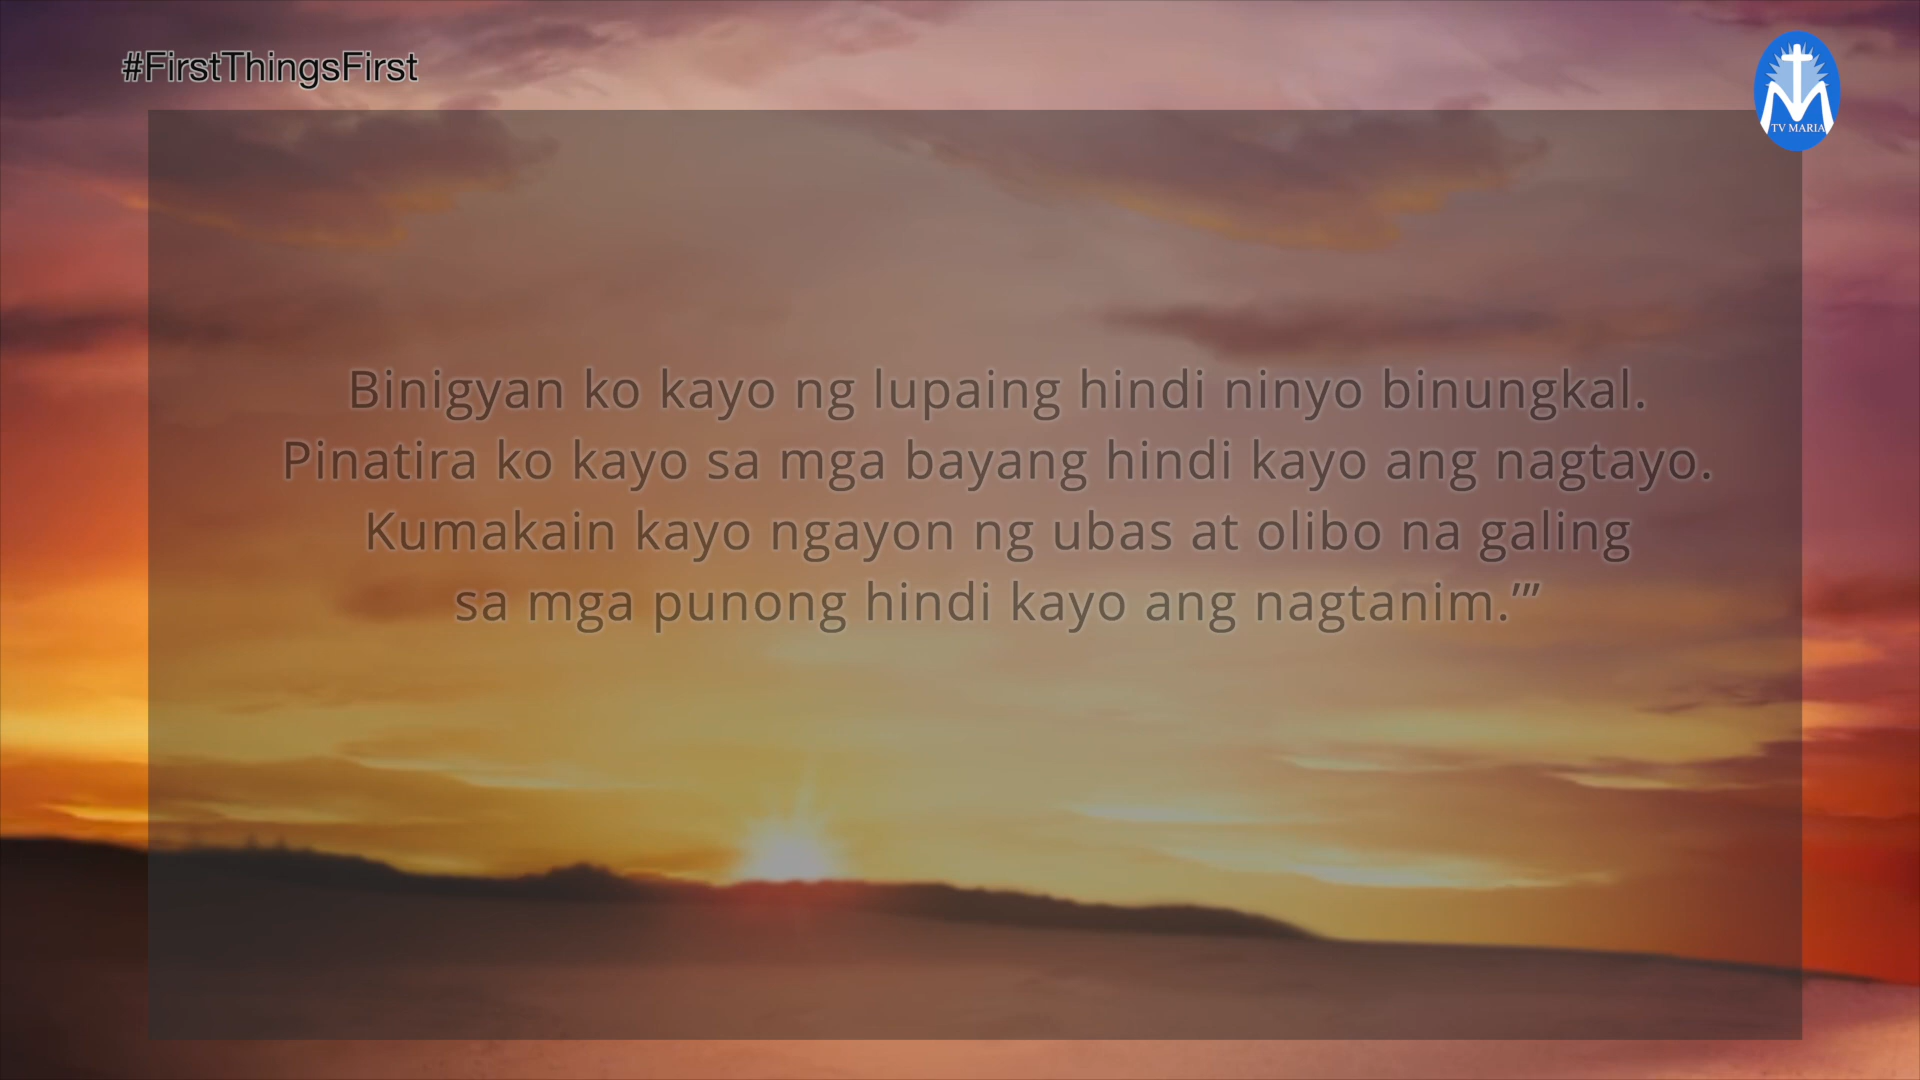 #FirstThingsFirst
TV MARIA
Binigyan ko kayo ng lupaing hindi ninyo binungkal.
Pinatira ko kayo sa mga bayang hindi kayo ang nagtayo.
Kumakain kayo ngayon ng ubas at olibo na galing
sa mga punong hindi kayo ang nagtanim.’”